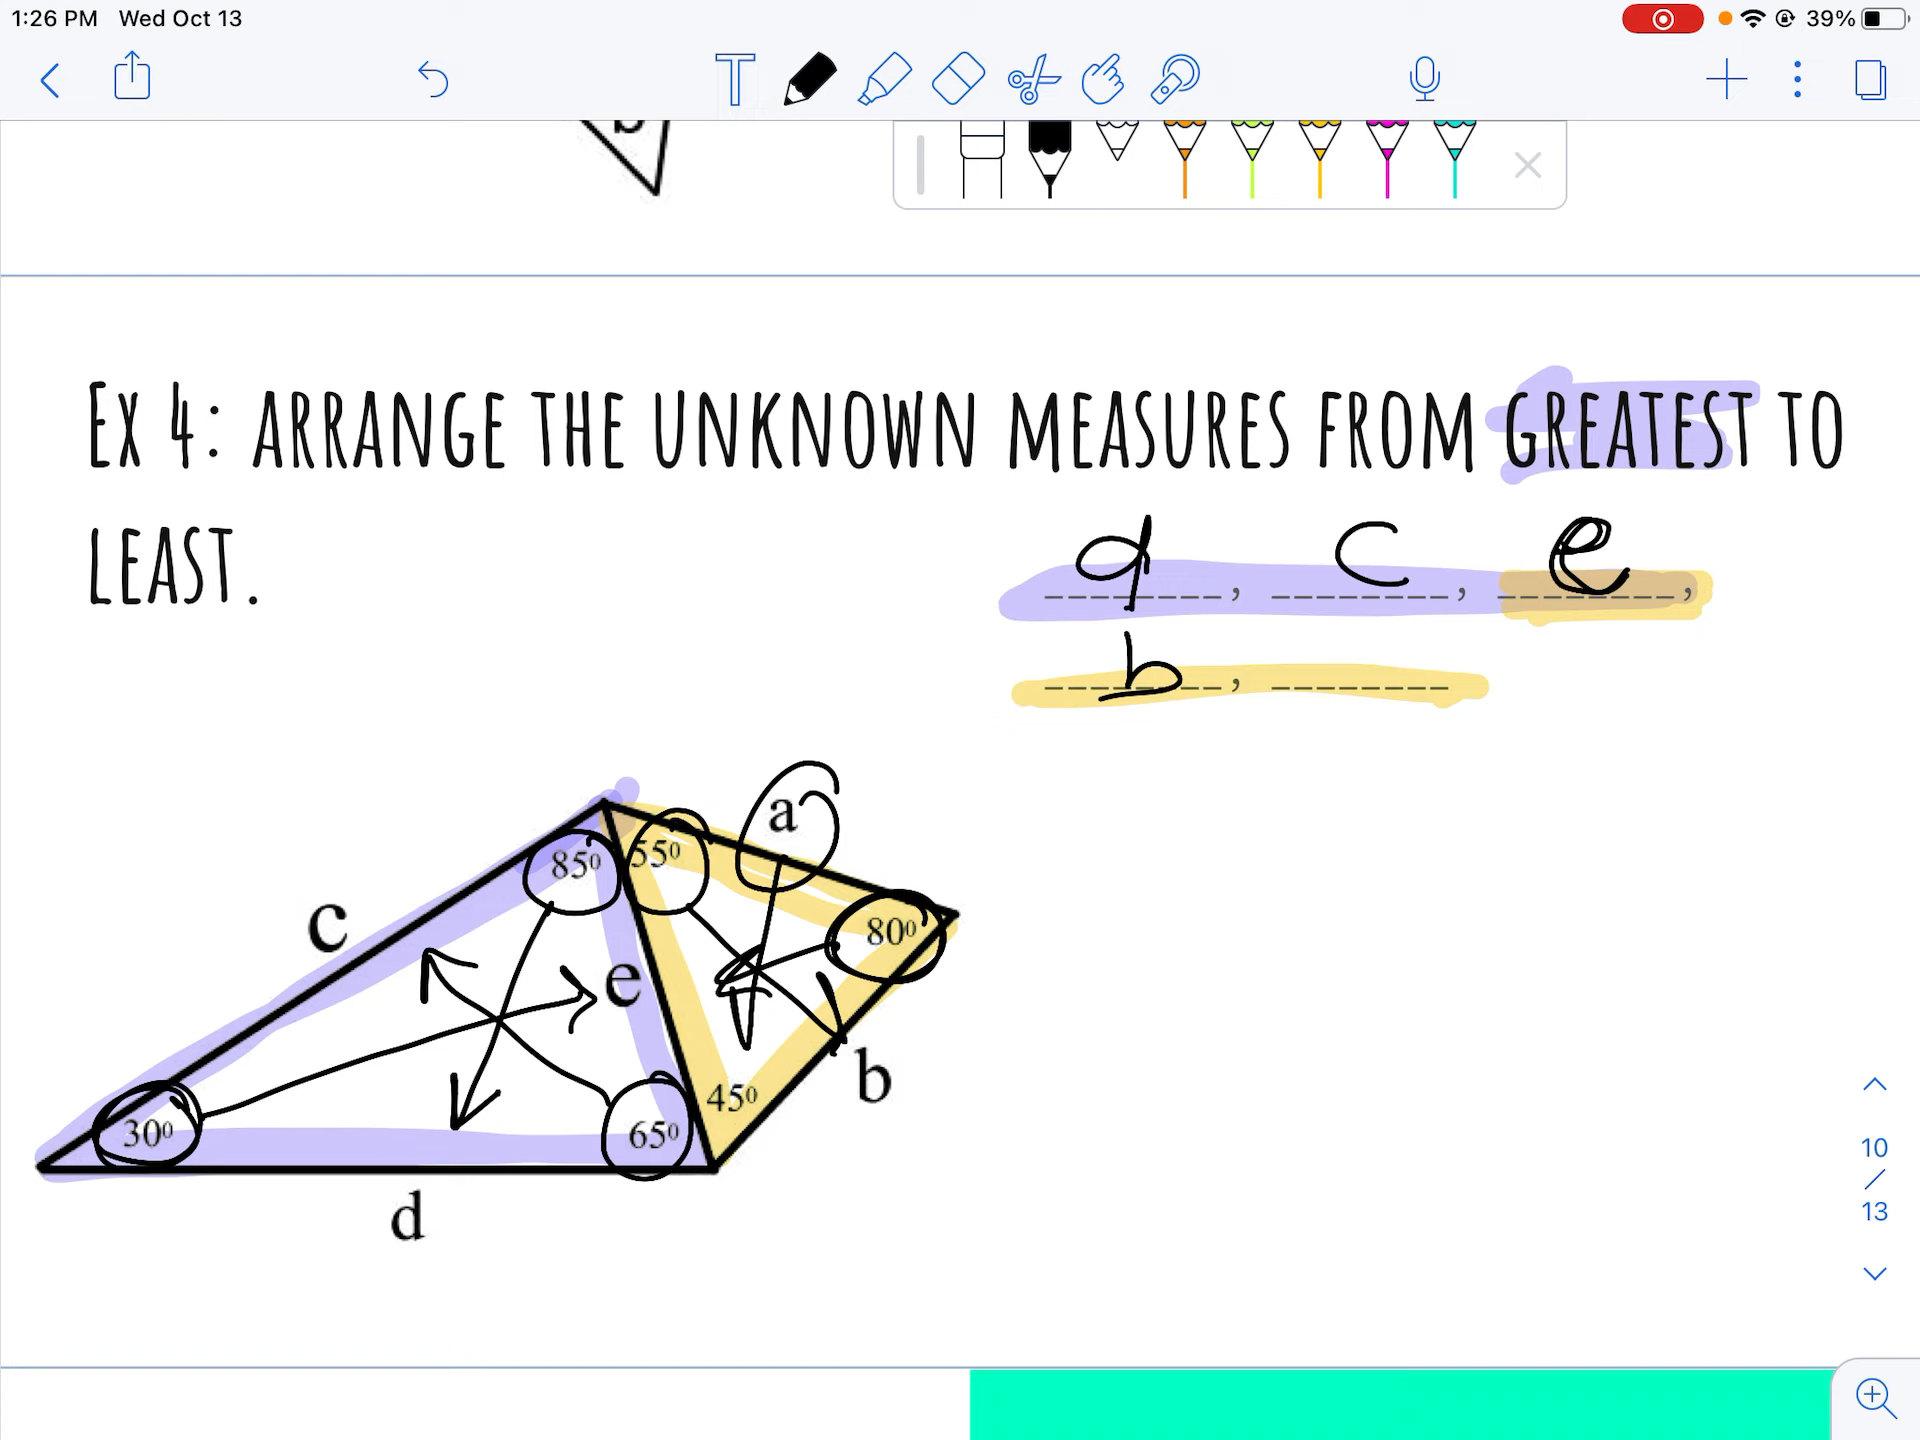 1:26 PM Wed Oct 13
39%
T
b
EX 4: ARRANGE THE UNKNOWN MEASURES FROM GREATEST TO
LEAST.
d , c , e ,
b ,
a
85⁰ 55⁰
c
80⁰
e
b
45⁰
30⁰ 65⁰
d
10
/
13